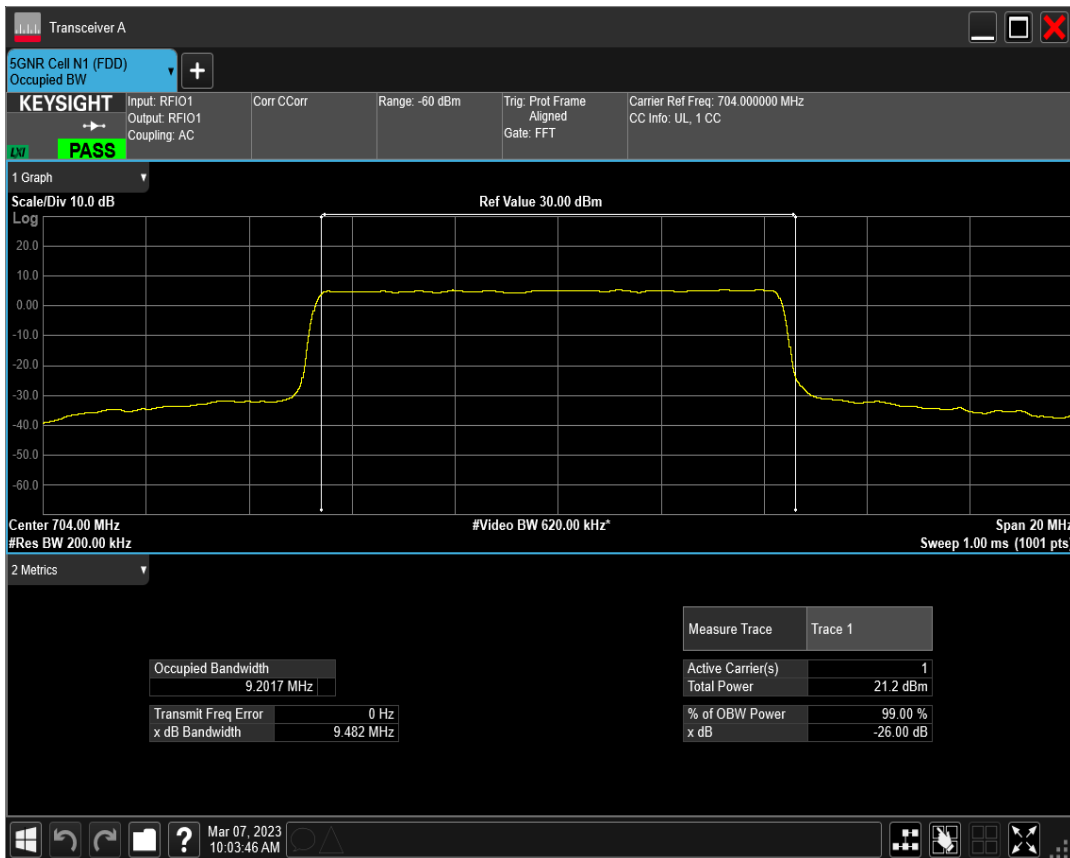 Transceiver A
5GNR Cell N1 (FDD)
Occupied BW
+
KEYSIGHT
LXI
PASS
Input: RFIO1
Output: RFIO1
Coupling: AC
Corr CCorr
Range: -60 dBm
Trig: Prot Frame
Aligned
Gate: FFT
Carrier Ref Freq: 704.000000 MHz
CC Info: UL, 1 CC
1 Graph
Scale/Div 10.0 dB
Ref Value 30.00 dBm
Log
20.0
10.0
0.00
-10.0
-20.0
-30.0
-40.0
-50.0
-60.0
Center 704.00 MHz
#Video BW 620.00 kHz*
Span 20 MHz
#Res BW 200.00 kHz
Sweep 1.00 ms (1001 pts)
2 Metrics
Measure Trace Trace 1
Occupied Bandwidth
9.2017 MHz
Active Carrier(s) 1
Total Power 21.2 dBm
Transmit Freq Error 0 Hz
x dB Bandwidth 9.482 MHz
% of OBW Power 99.00 %
x dB -26.00 dB
?
Mar 07, 2023
10:03:46 AM